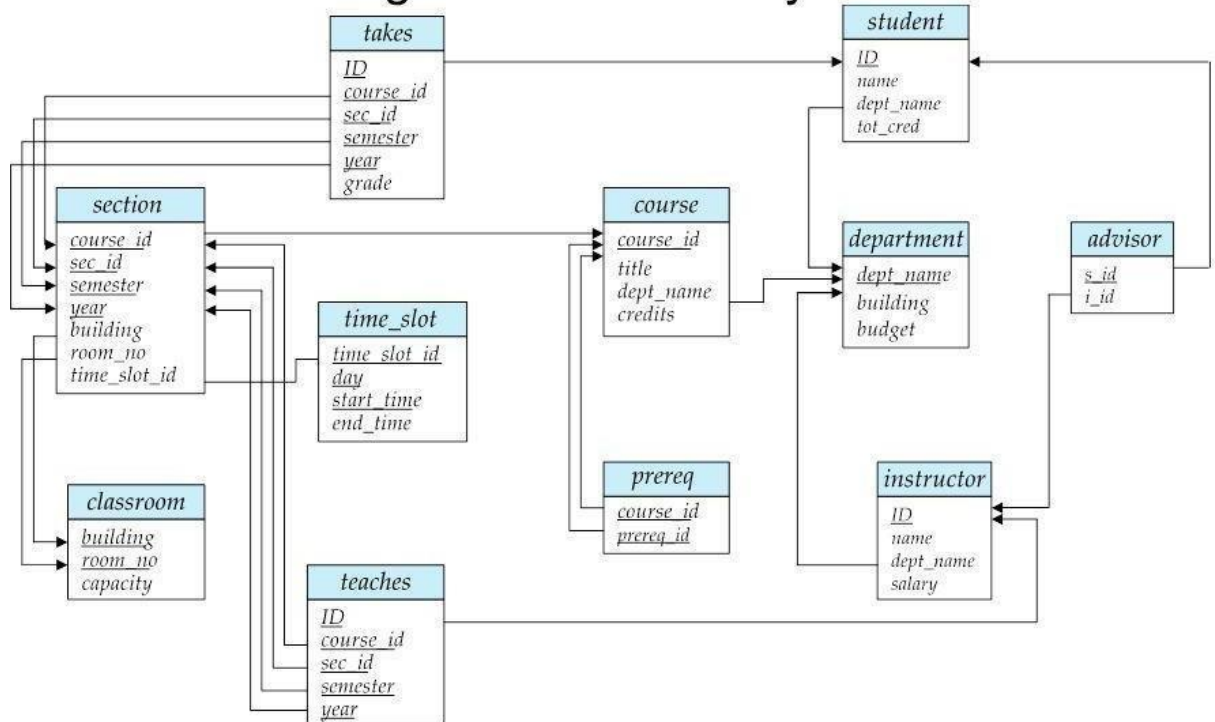 takes
ID
course_id
sec_id
semester
year
grade
student
ID
name
dept_name
tot_cred
section
course_id
sec_id
semester
year
building
room_no
time_slot_id
course
course_id
title
dept_name
credits
department
dept_name
building
budget
advisor
s_id
i_id
time_slot
time_slot_id
day
start_time
end_time
classroom
building
room_no
capacity
prereq
course_id
prereq_id
instructor
ID
name
dept_name
salary
teaches
ID
course_id
sec_id
semester
year